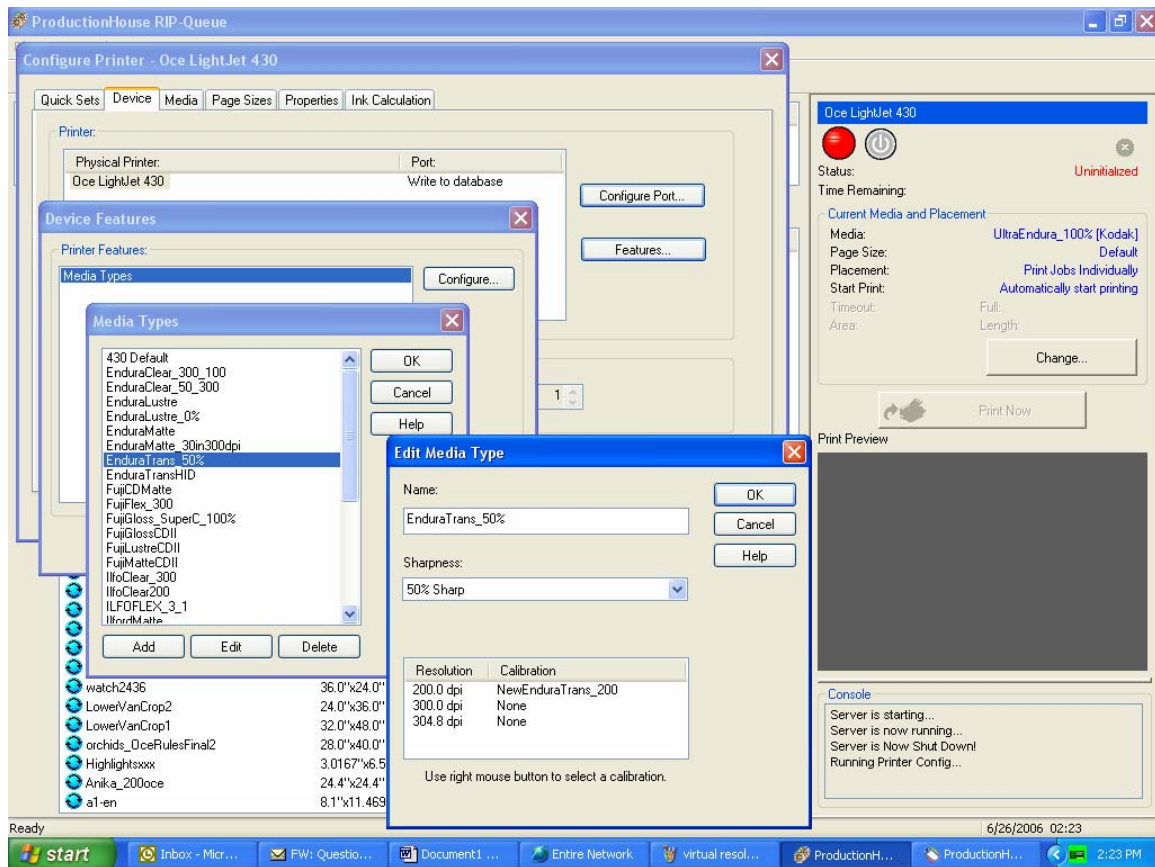 ProductionHouse RIP-Queue
Configure Printer - Oce LightJet 430
Quick Sets Device Media Page Sizes Properties Ink Calculation
Printer:
Physical Printer: Port:
Oce LightJet 430 Write to database
Configure Port...
Features...
1
Device Features
Printer Features:
Media Types
Configure...
Media Types
430 Default
EnduraClear_300_100
EnduraClear_50_300
EnduraLustre
EnduraLustre_0%
EnduraMatte
EnduraMatte_30in300dpi
EnduraTrans_50%
EnduraTransHID
FujiCDMatte
FujiFlex_300
FujiGloss_SuperC_100%
FujiGlossCDII
FujiLustreCDII
FujiMatteCDII
IlfoClear_300
IlfoClear200
ILFOFLEX_3_1
IlfordMatte
OK
Cancel
Help
Add Edit Delete
Edit Media Type
Name:
EnduraTrans_50%
Sharpness:
50% Sharp
Resolution Calibration
200.0 dpi NewEnduraTrans_200
300.0 dpi None
304.8 dpi None
Use right mouse button to select a calibration.
OK
Cancel
Help
watch2436 36.0"x24.0"
LowerVanCrop2 24.0"x36.0"
LowerVanCrop1 32.0"x48.0"
orchids_OceRulesFinal2 28.0"x40.0"
Highlightsxxx 3.0167"x6.5
Anika_200oce 24.4"x24.4"
a1-en 8.1"x11.469
Oce LightJet 430
Status: Uninitialized
Time Remaining:
Current Media and Placement
Media: UltraEndura_100% [Kodak]
Page Size: Default
Placement: Print Jobs Individually
Start Print: Automatically start printing
Timeout: Full:
Area: Length:
Change...
Print Now
Print Preview
Console
Server is starting...
Server is now running...
Server is Now Shut Down!
Running Printer Config...
Ready 6/26/2006 02:23
start Inbox - Micr... FW: Questio... Document1 ... Entire Network virtual resol... ProductionH... ProductionH... 2:23 PM